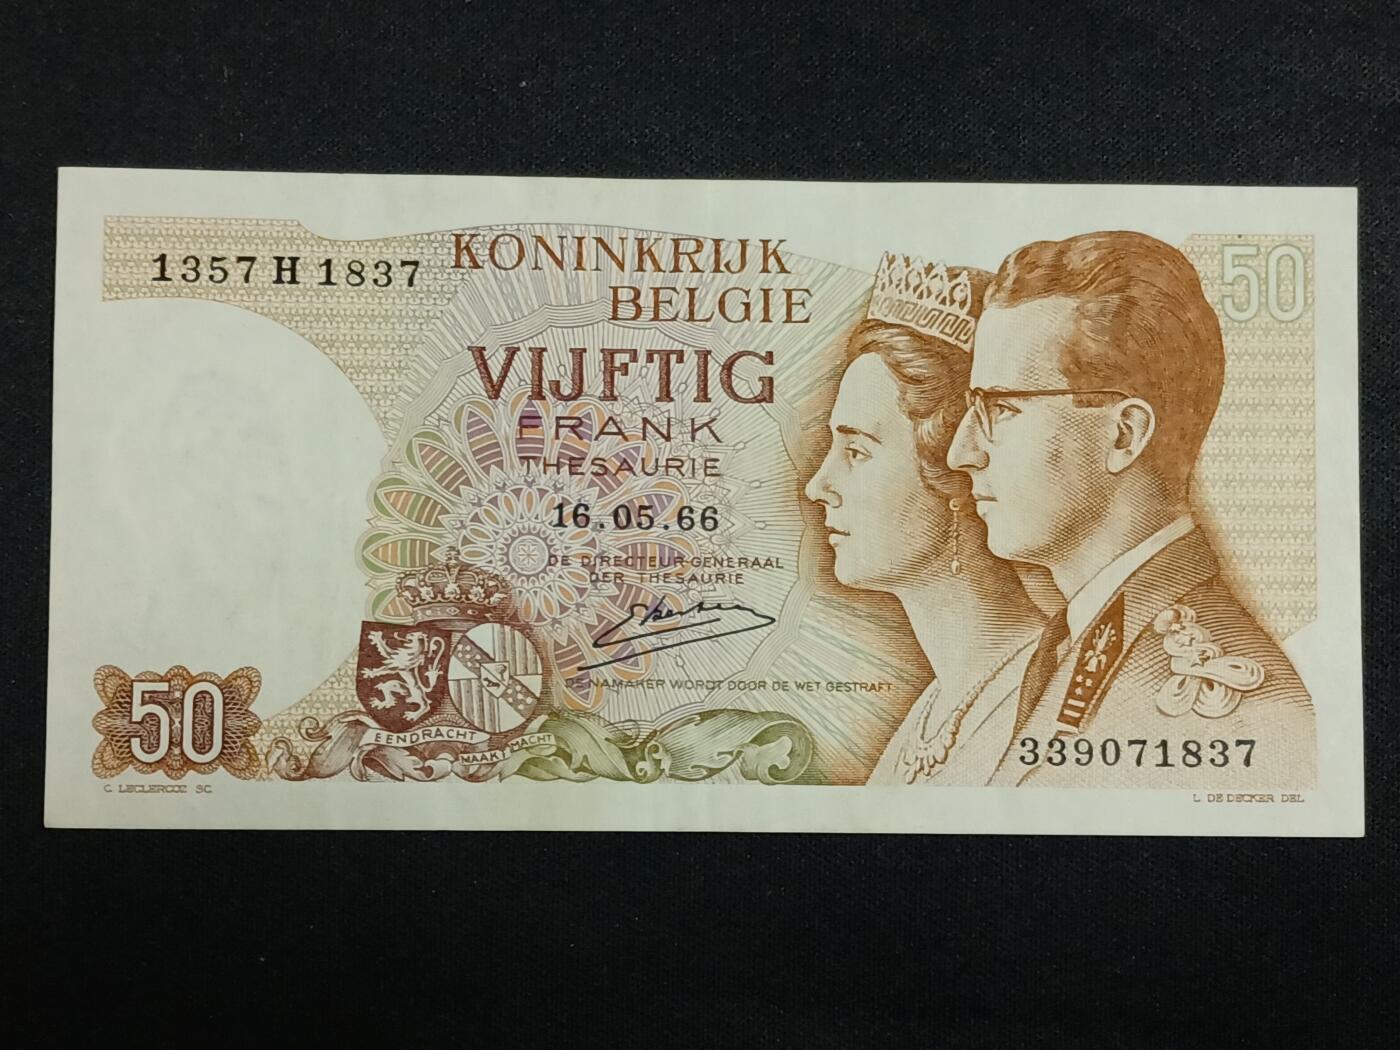 1357 H 1837
KONINKRIJK
BELGIE
50
VIJFTIG
FRANK
THESAURIE
16.05.66
DE DIRECTEUR-GENERAAL
DER THESAURIE
DE NAMAKER WORDT DOOR DE WET GESTRAFT
50
EENDRACHT
MAAKT MACHT
339071837
C. LECLERCQZ SC.
L. DE DECKER DEL.